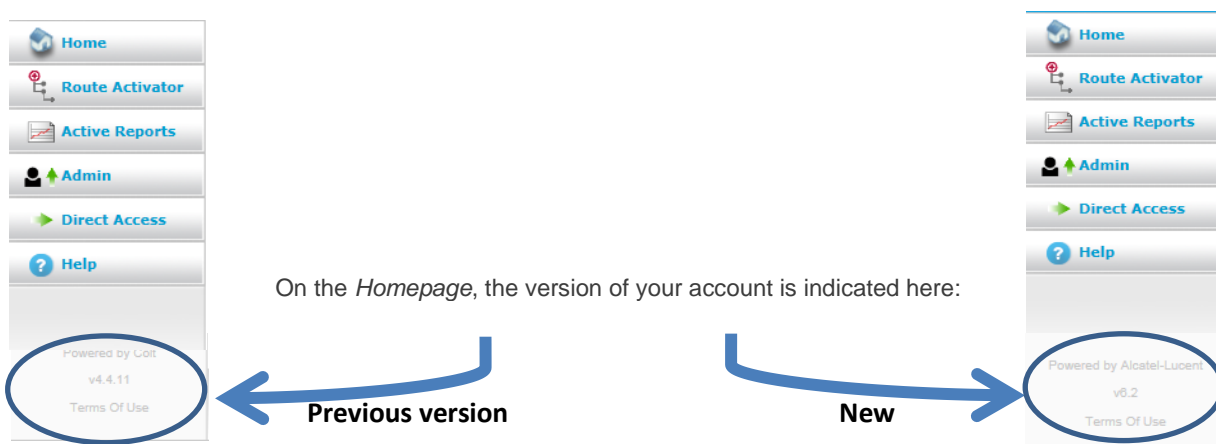 Home
Route Activator
Active Reports
Admin
Direct Access
Help
Powered by Colt
v4.4.11
Terms Of Use
On the Homepage, the version of your account is indicated here:
Previous version
New
Home
Route Activator
Active Reports
Admin
Direct Access
Help
Powered by Alcatel-Lucent
v6.2
Terms Of Use